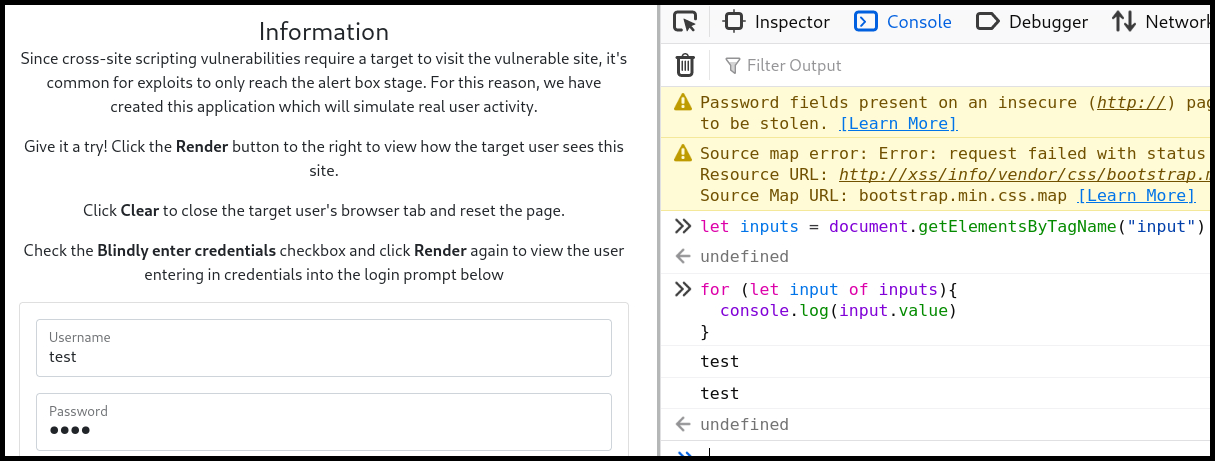 Information
Since cross-site scripting vulnerabilities require a target to visit the vulnerable site, it's
common for exploits to only reach the alert box stage. For this reason, we have
created this application which will simulate real user activity.
Give it a try! Click the Render button to the right to view how the target user sees this
site.
Click Clear to close the target user's browser tab and reset the page.
Check the Blindly enter credentials checkbox and click Render again to view the user
entering in credentials into the login prompt below
Username
test
Password
●●●●
Inspector Console Debugger Network
Filter Output
Password fields present on an insecure (http://) pag
to be stolen. [Learn More]
Source map error: Error: request failed with status
Resource URL: http://xss/info/vendor/css/bootstrap.m
Source Map URL: bootstrap.min.css.map [Learn More]
let inputs = document.getElementsByTagName("input")
undefined
for (let input of inputs){
console.log(input.value)
}
test
test
undefined